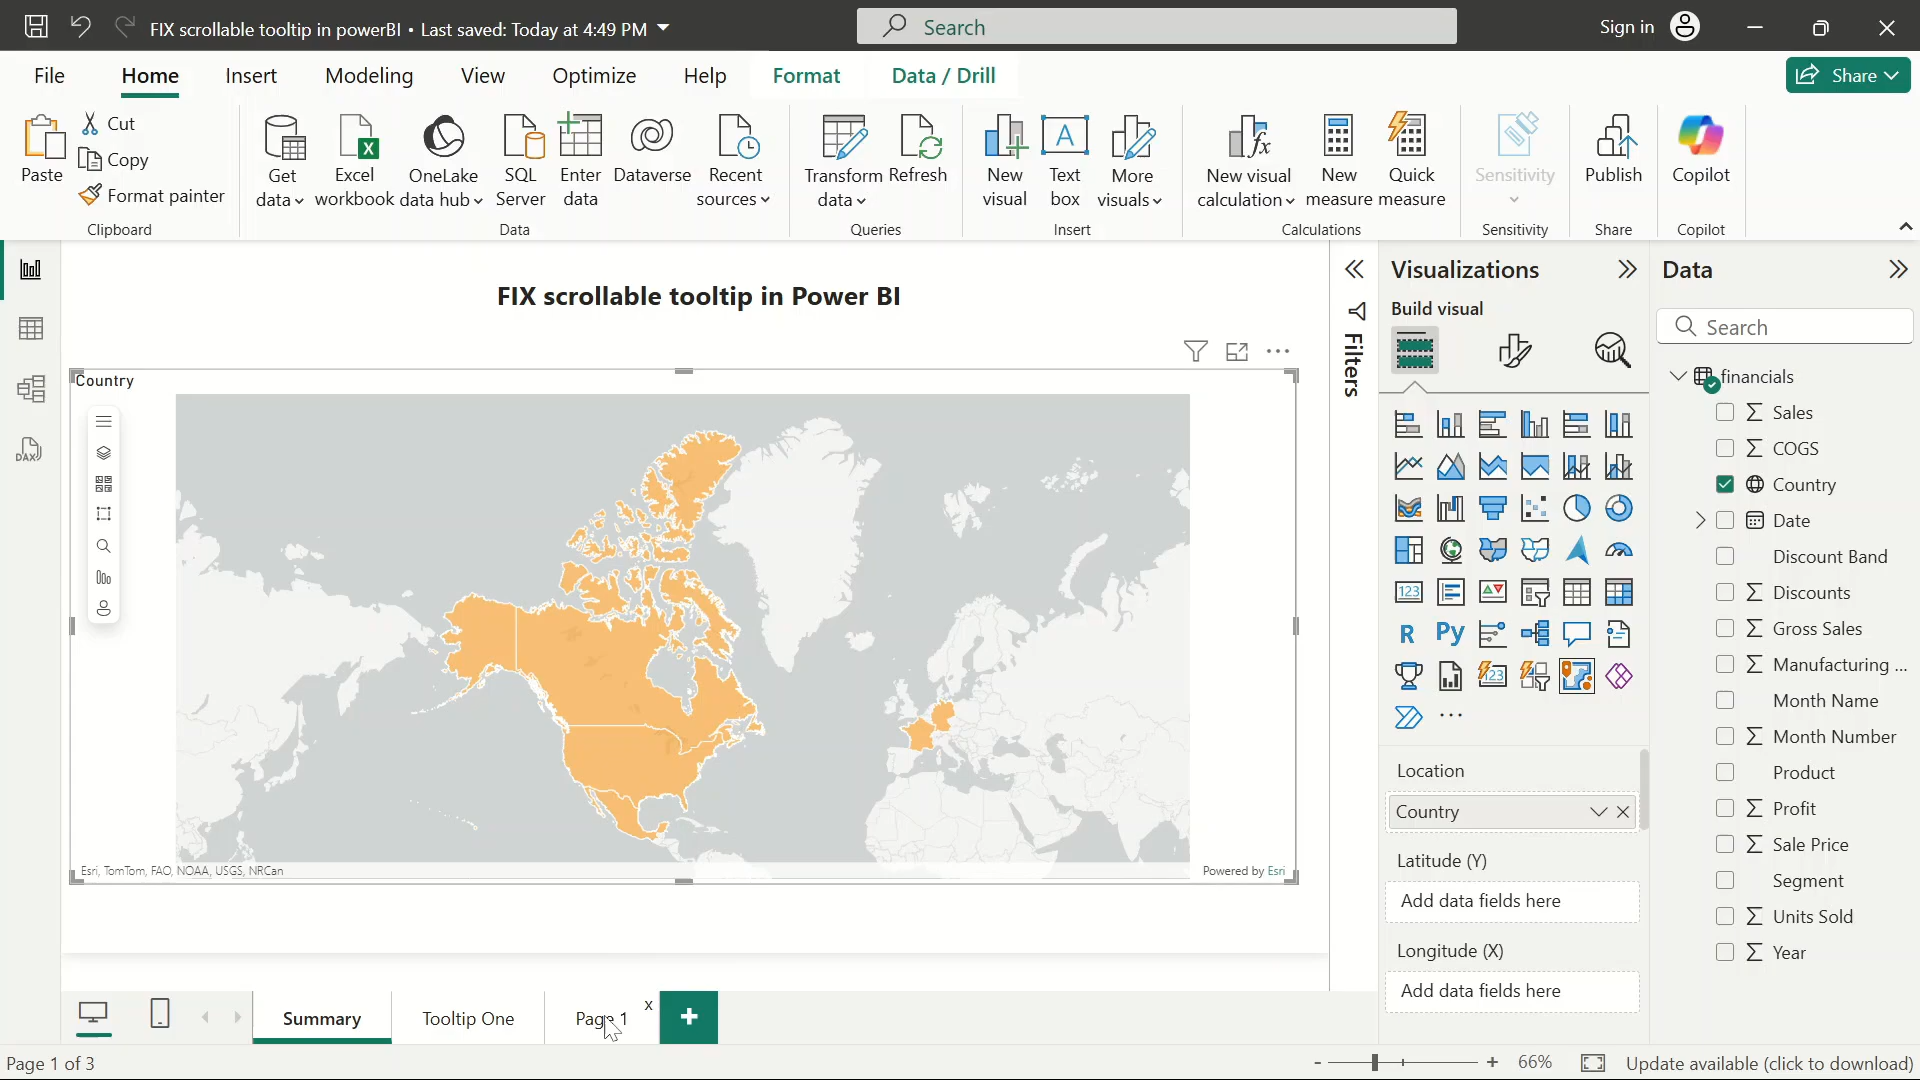 FIX scrollable tooltip in powerBI • Last saved: Today at 4:49 PM
Search
Sign in
File
Home
Insert
Modeling
View
Optimize
Help
Format
Data / Drill
Share
Paste
Cut
Copy
Format painter
Clipboard
Get
data
Excel
workbook
OneLake
data hub
SQL
Server
Enter
data
Dataverse
Recent
sources
Data
Transform
data
Refresh
Queries
New
visual
Text
box
More
visuals
Insert
New visual
calculation
New
measure
Quick
measure
Calculations
Sensitivity
Sensitivity
Publish
Share
Copilot
Copilot
DAX
FIX scrollable tooltip in Power BI
Country
Esri, TomTom, FAO, NOAA, USGS, NRCan
Powered by Esri
Filters
Visualizations
Build visual
123
R
Py
123
Location
Country
Latitude (Y)
Add data fields here
Longitude (X)
Add data fields here
Data
Search
financials
Sales
COGS
Country
Date
Discount Band
Discounts
Gross Sales
Manufacturing ...
Month Name
Month Number
Product
Profit
Sale Price
Segment
Units Sold
Year
Summary
Tooltip One
Page 1
x
+
Page 1 of 3
-
+
66%
Update available (click to download)